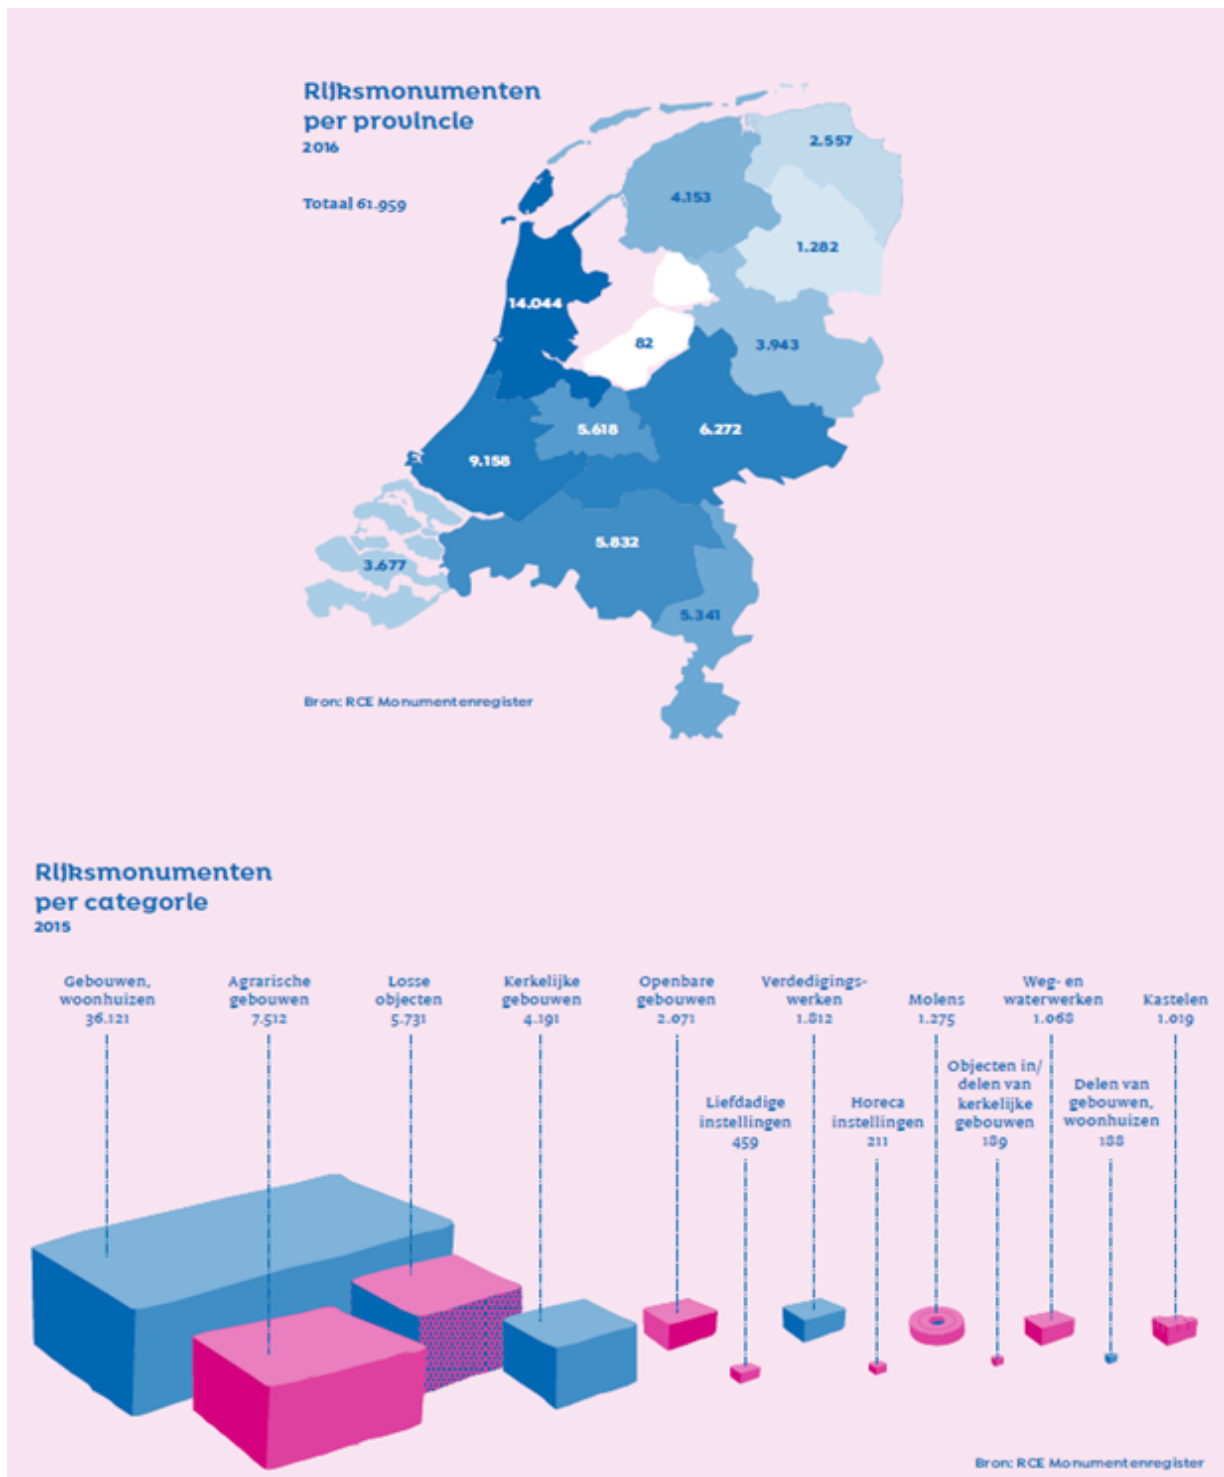 Rijksmonumenten
per provincie
2016
Totaal 61.959
2.557
4.153
1.282
14.044
82
3.943
5.618
6.272
9.158
5.832
3.677
5.341
Bron: RCE Monumentenregister
Rijksmonumenten
per categorie
2015
Gebouwen,
woonhuizen
36.121
Agrarische
gebouwen
7.512
Losse
objecten
5.731
Kerkelijke
gebouwen
4.191
Openbare
gebouwen
2.071
Verdedigings-
werken
1.812
Molens
1.275
Weg- en
waterwerken
1.068
Kastelen
1.019
Liefdadige
instellingen
459
Horeca
instellingen
211
Objecten in/
delen van
kerkelijke
gebouwen
189
Delen van
gebouwen,
woonhuizen
188
Bron: RCE Monumentenregister